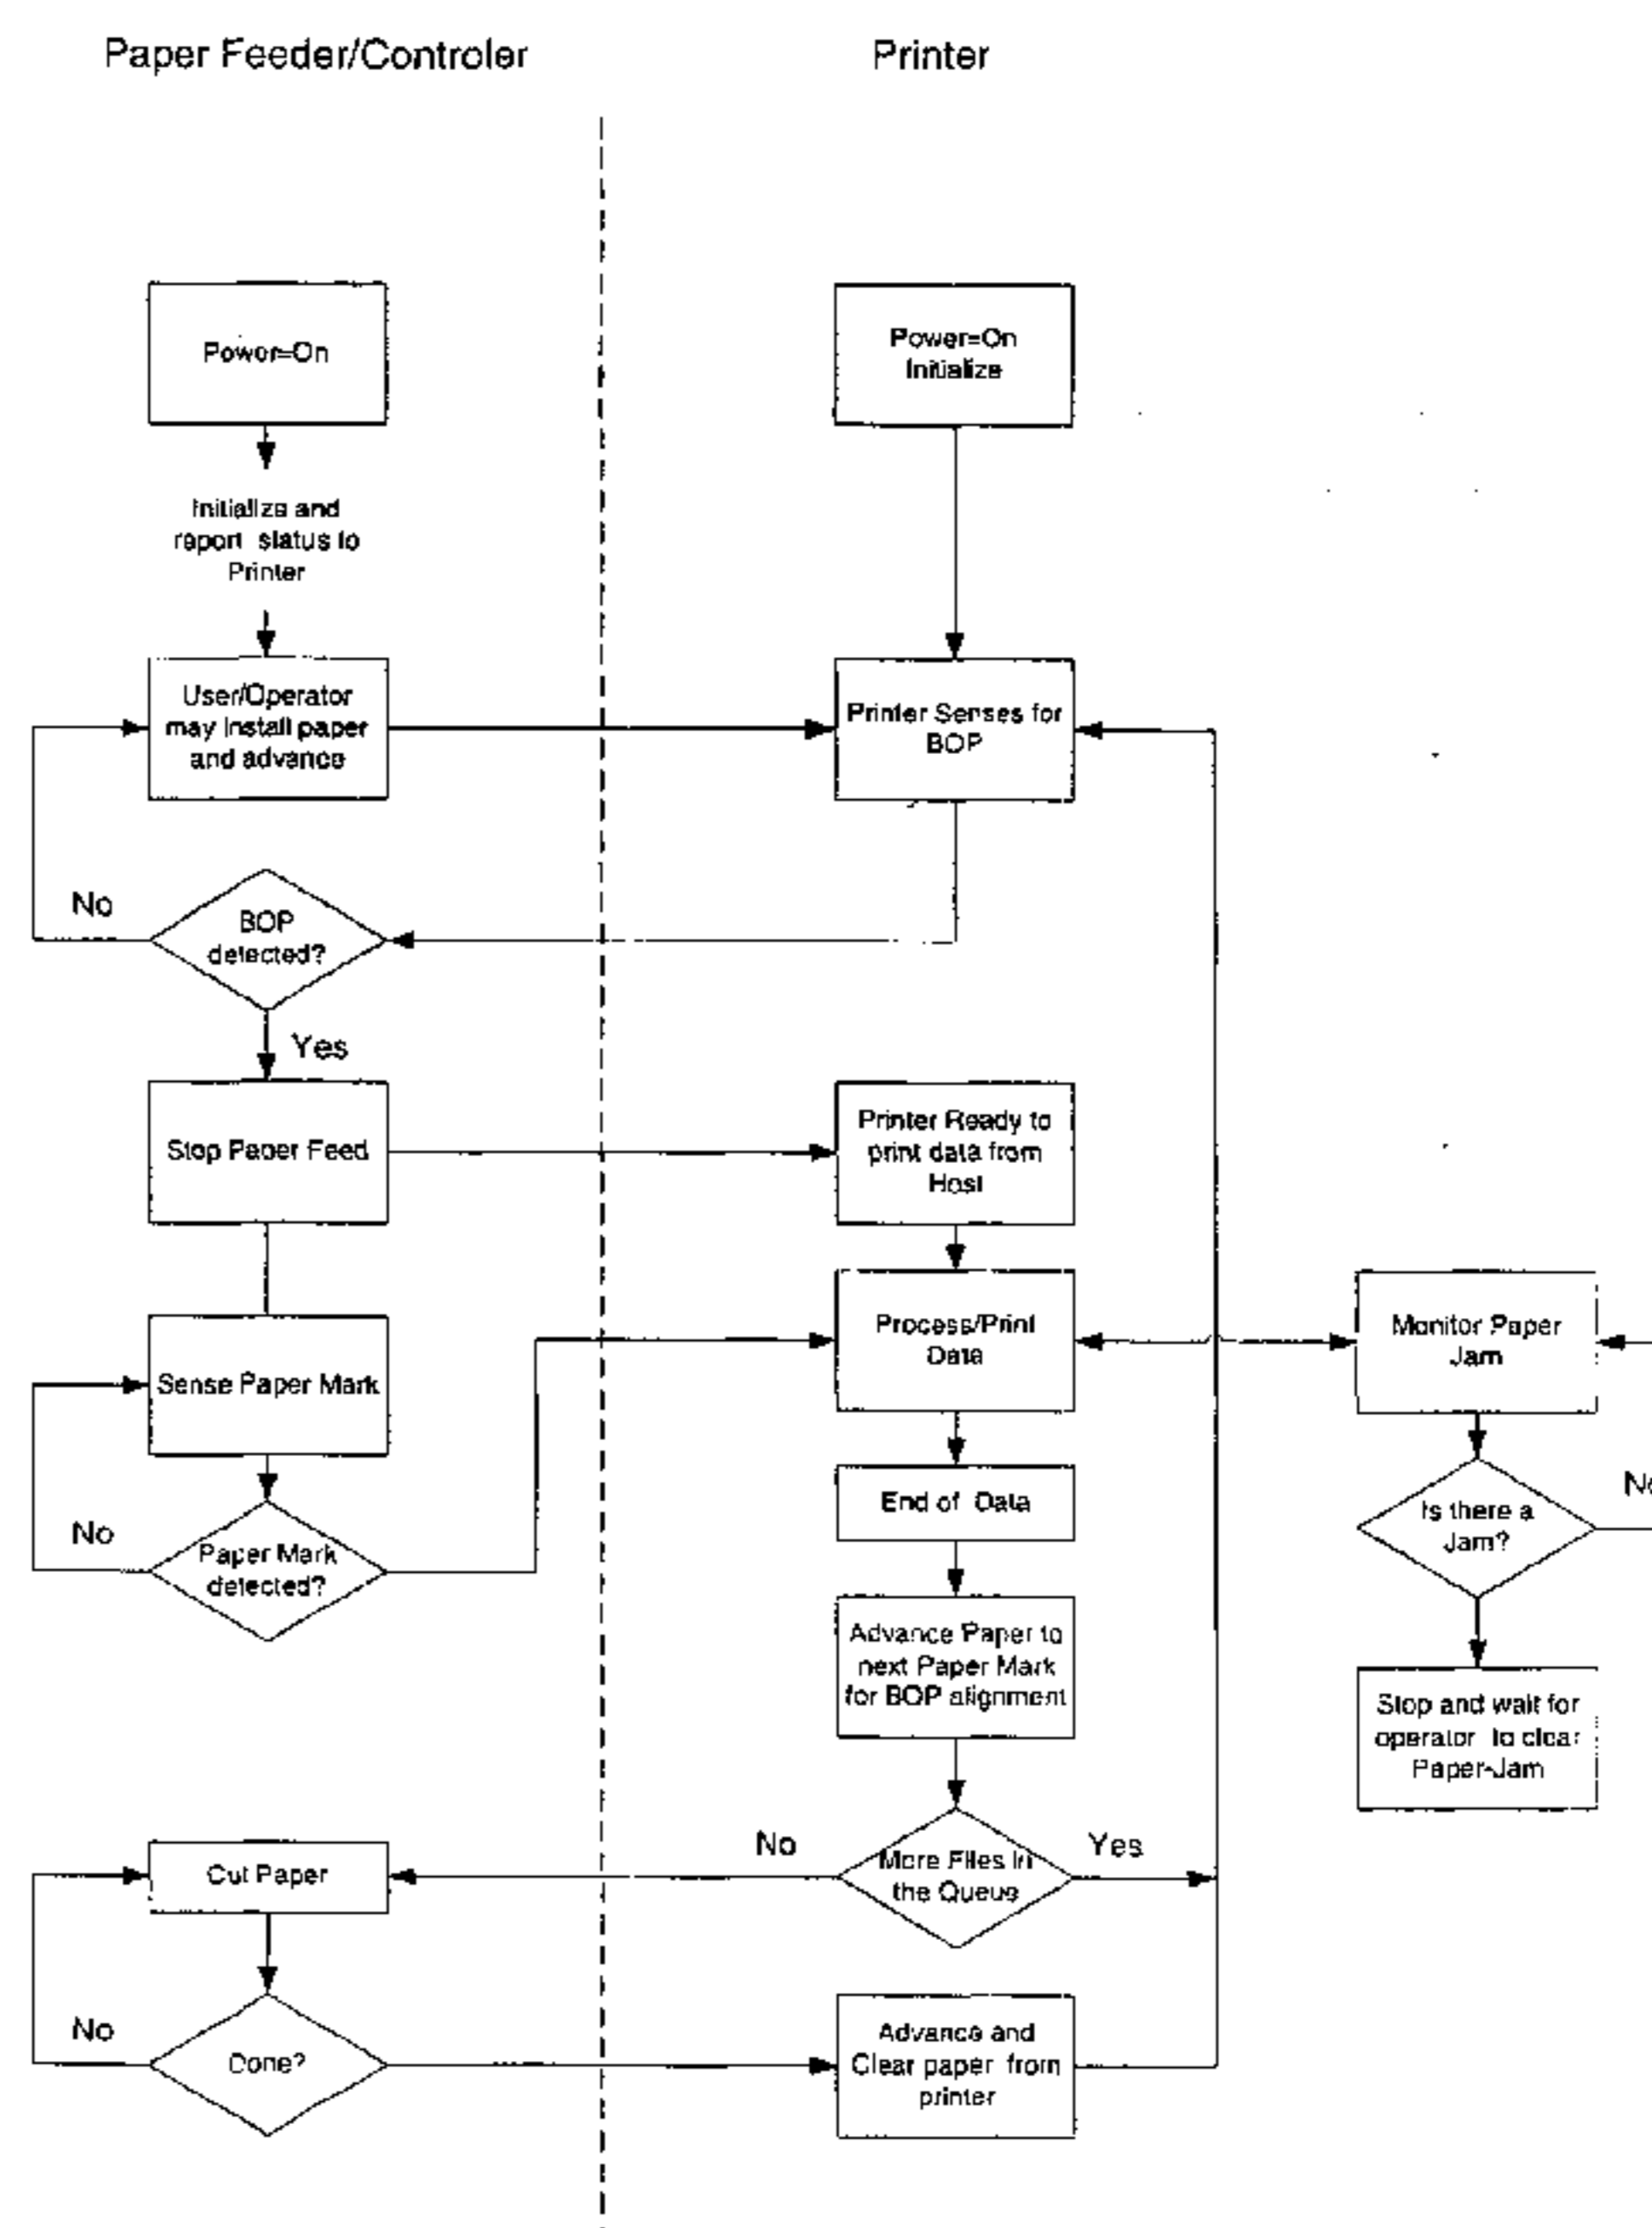 Paper Feeder/Controler
Printer
Power=On
Power=On
Initialize
Initialize and
report status to
Printer
User/Operator
may install paper
and advance
Printer Senses for
BOP
No
BOP
detected?
Yes
Stop Paper Feed
Printer Ready to
print data from
Host
Sense Paper Mark
Process/Print
Data
Monitor Paper
Jam
No
Paper Mark
detected?
End of Data
Is there a
Jam?
Advance Paper to
next Paper Mark
for BOP alignment
Stop and wait for
operator to clear
Paper-Jam
Cut Paper
No
More Files in
the Queue
Yes
No
Done?
Advance and
Clear paper from
printer